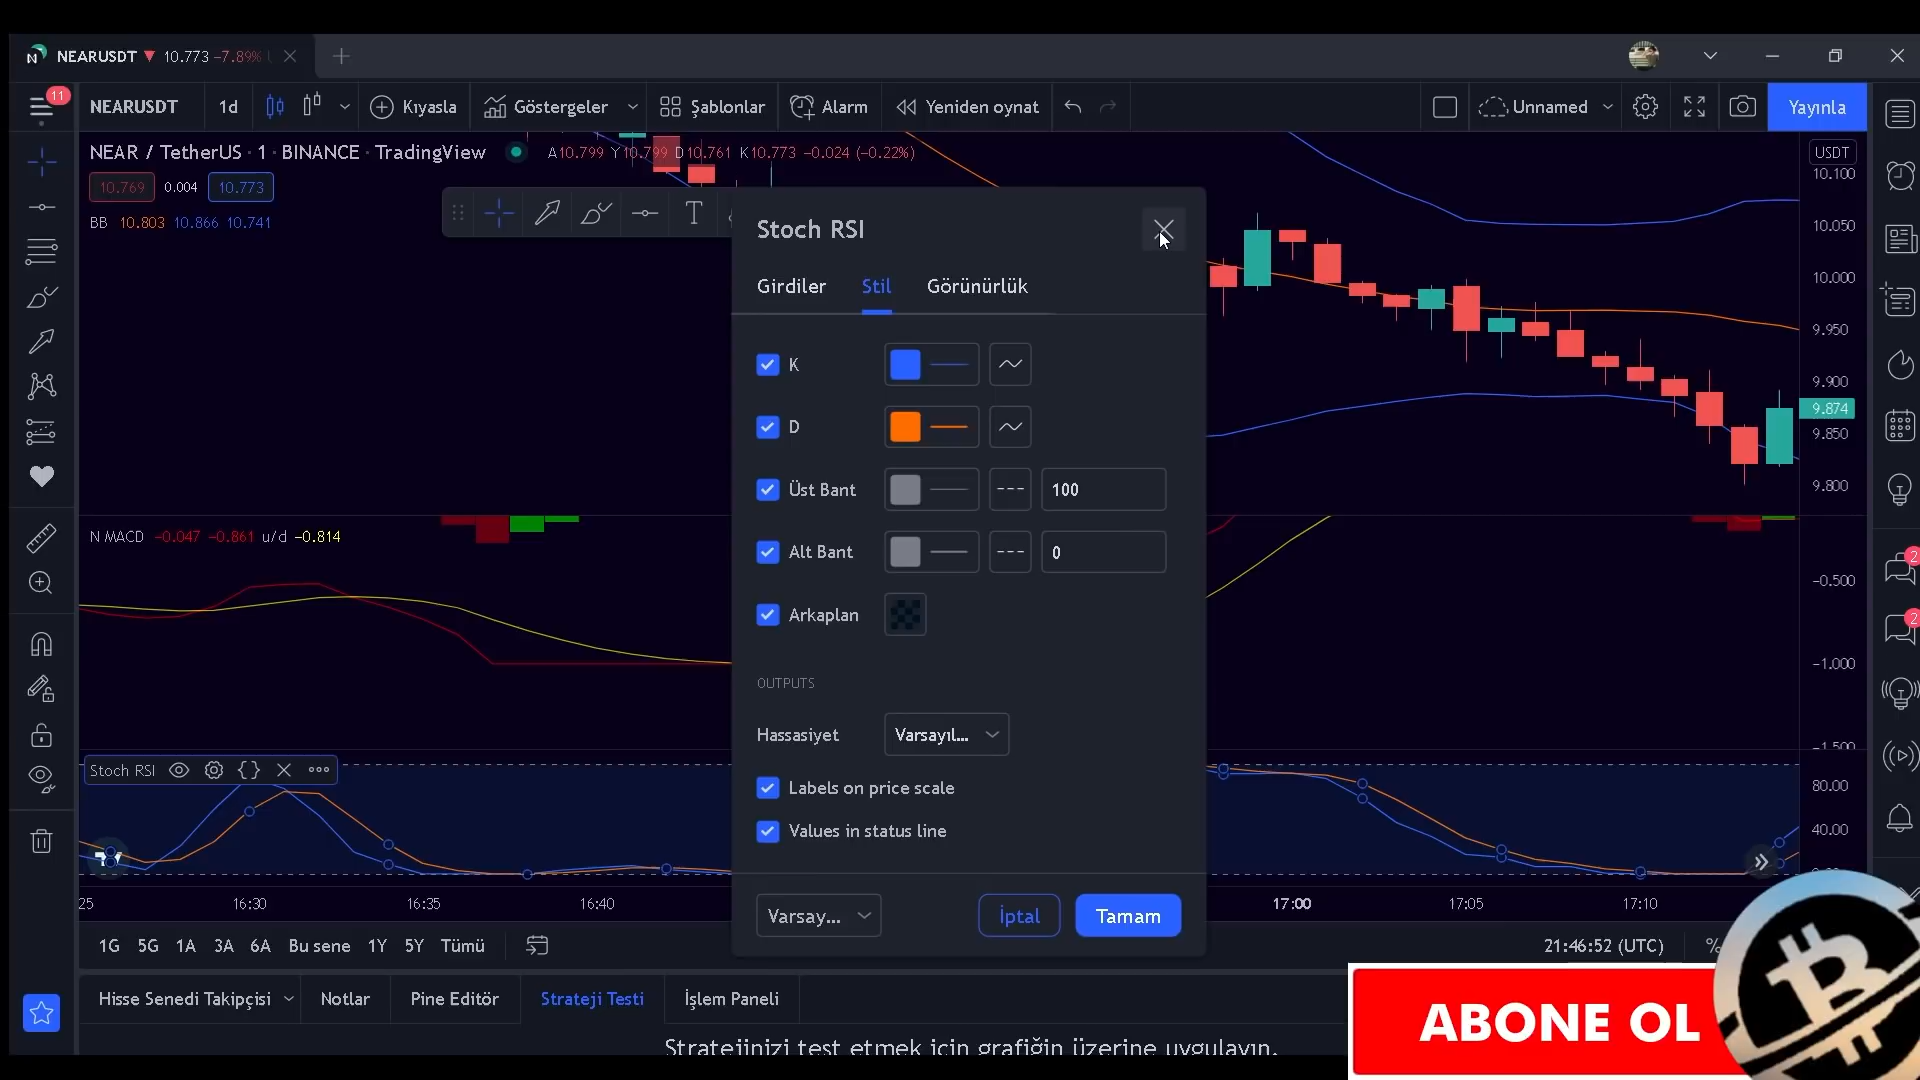 NEARUSDT ▼ 10.773 −7.89%
11
NEARUSDT 1d Kıyasla Göstergeler Şablonlar Alarm Yeniden oynat Unnamed Yayınla
NEAR / TetherUS · 1 · BINANCE · TradingView A10.799 Y10.799 D10.761 K10.773 −0.024 (−0.22%)
USDT
10.100
10.769 0.004 10.773
BB 10.803 10.866 10.741
T
Stoch RSI
10.050
Girdiler Stil Görünürlük
10.000
9.950
K
9.900
9.874
D
9.850
Üst Bant 100
9.800
N MACD −0.047 −0.861 u/d −0.814
Alt Bant 0
−0.500
2
Arkaplan
2
−1.000
OUTPUTS
Hassasiyet Varsayıl...
−1.500
Stoch RSI
80.00
Labels on price scale
Values in status line
40.00
25 16:30 16:35 16:40 17:00 17:05 17:10
Varsay... İptal Tamam
1G 5G 1A 3A 6A Bu sene 1Y 5Y Tümü 21:46:52 (UTC) %
Hisse Senedi Takipçisi Notlar Pine Editör Strateji Testi İşlem Paneli
ABONE OL
Stratejinizi test etmek için grafiğin üzerine uygulayın.